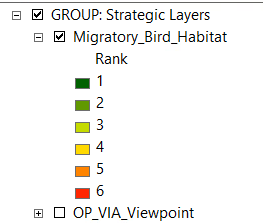 GROUP: Strategic Layers
Migratory_Bird_Habitat
Rank
1
2
3
4
5
6
OP_VIA_Viewpoint